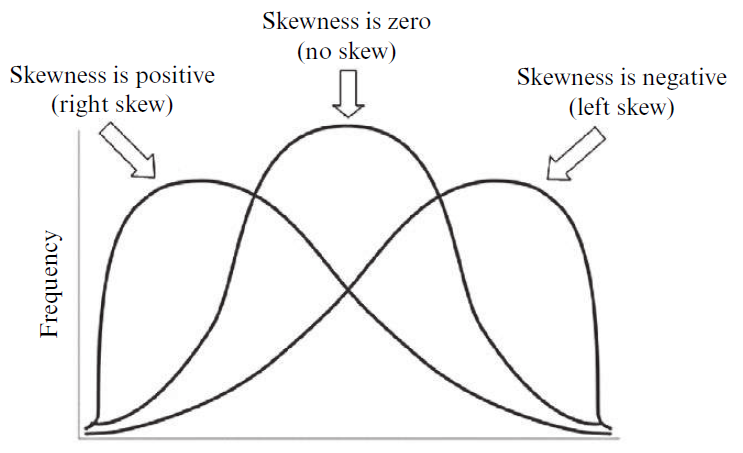 Skewness is zero
(no skew)
Skewness is positive
(right skew)
Skewness is negative
(left skew)
Frequency